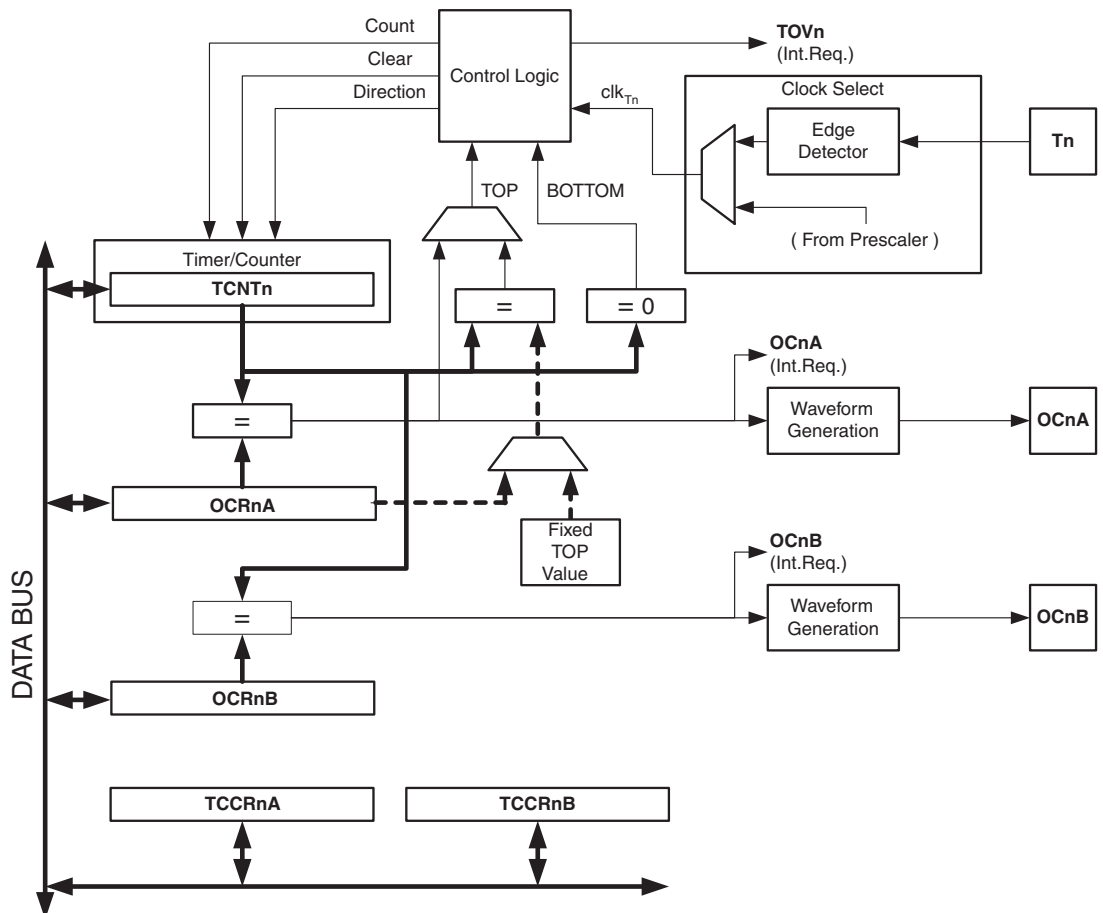 Count
Clear
Direction
Control Logic
TOVn
(Int.Req.)
clkTn
Clock Select
Edge
Detector
Tn
( From Prescaler )
TOP
BOTTOM
Timer/Counter
TCNTn
=
= 0
OCnA
(Int.Req.)
=
Waveform
Generation
OCnA
OCRnA
Fixed
TOP
Value
OCnB
(Int.Req.)
=
Waveform
Generation
OCnB
OCRnB
DATA BUS
TCCRnA
TCCRnB